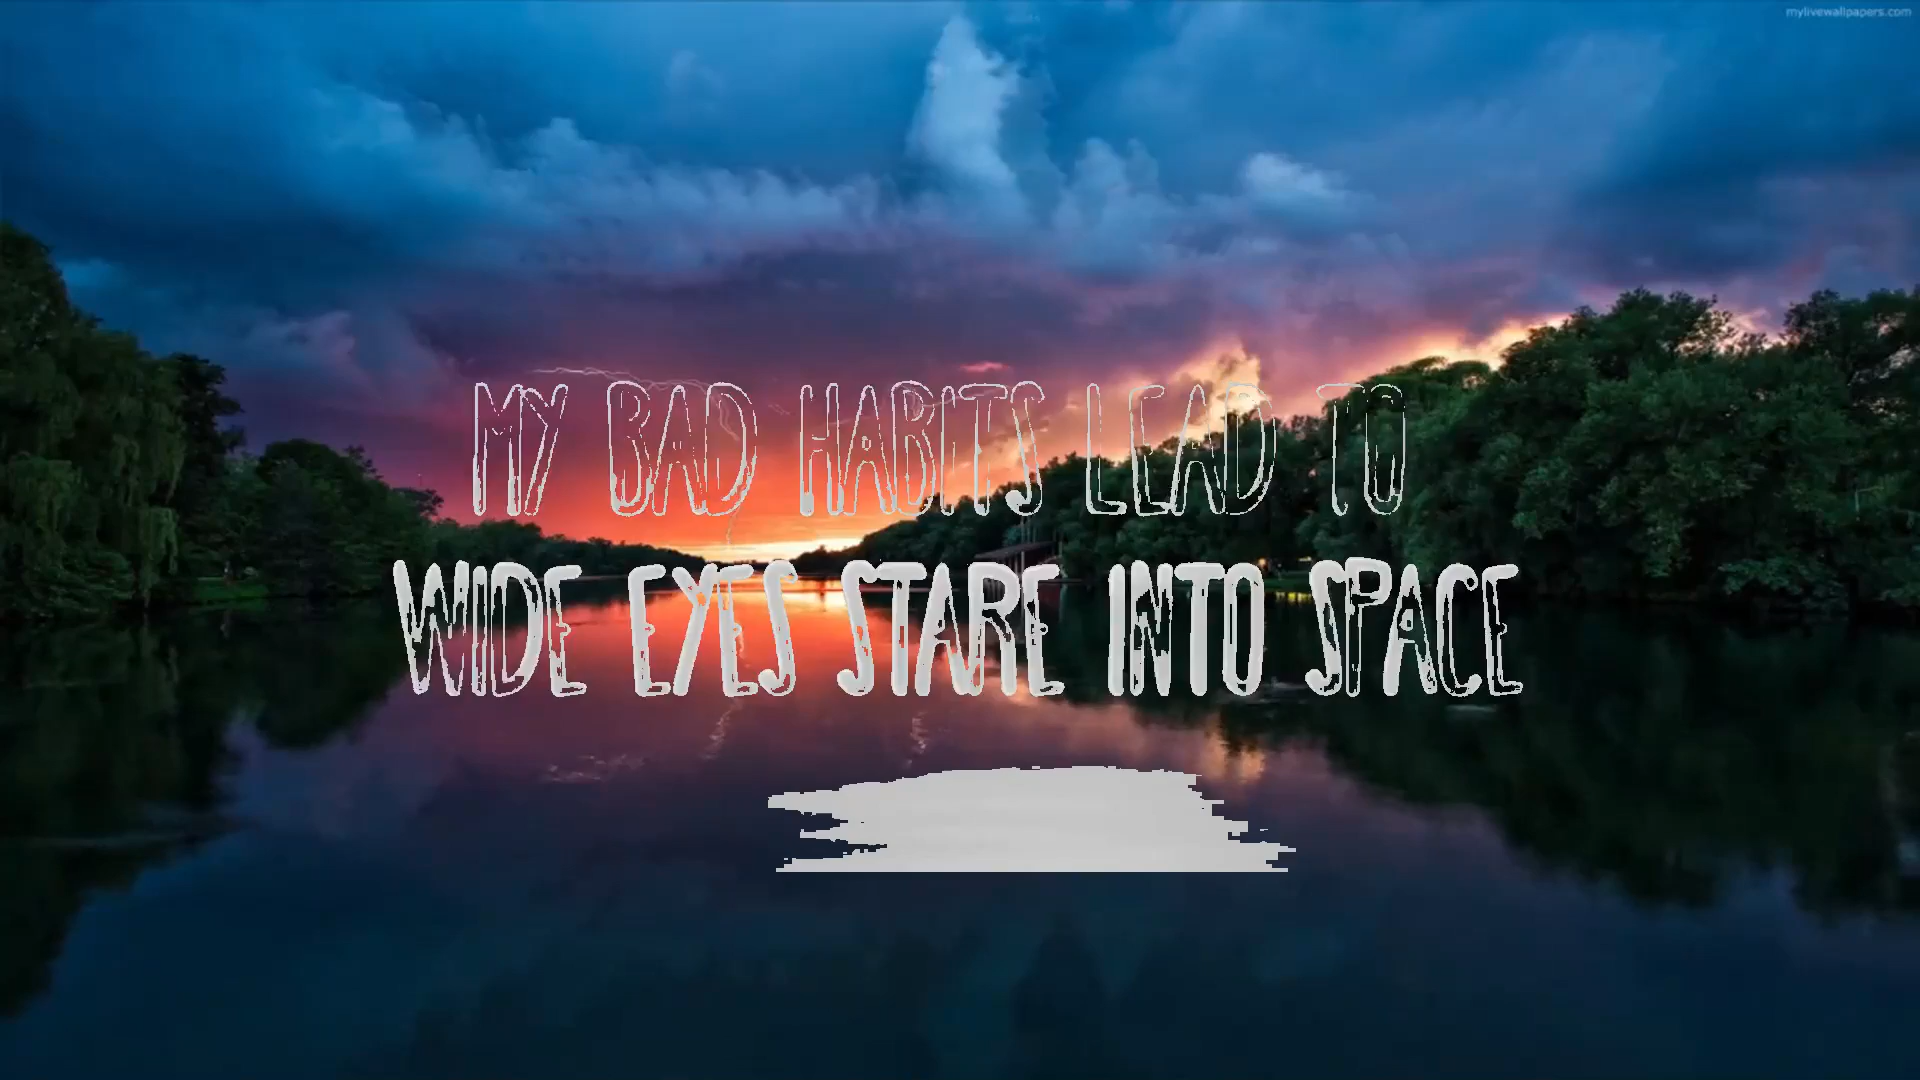 mylivewallpapers.com
MY BAD HABITS LEAD TO
WIDE EYES STARE INTO SPACE